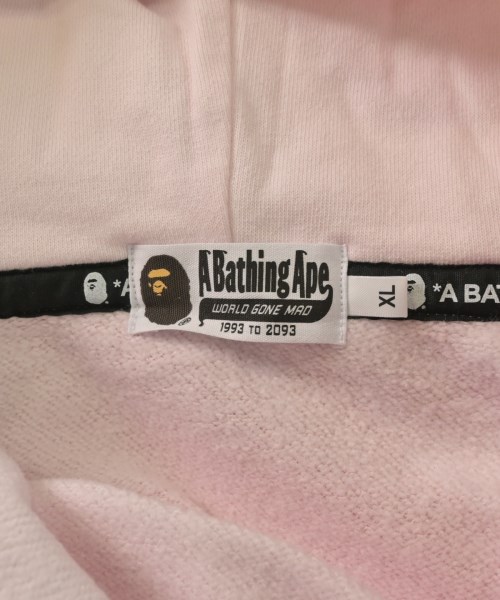 *A
A Bathing Ape
WORLD GONE MAD
1993 TO 2093
XL
*A BAT